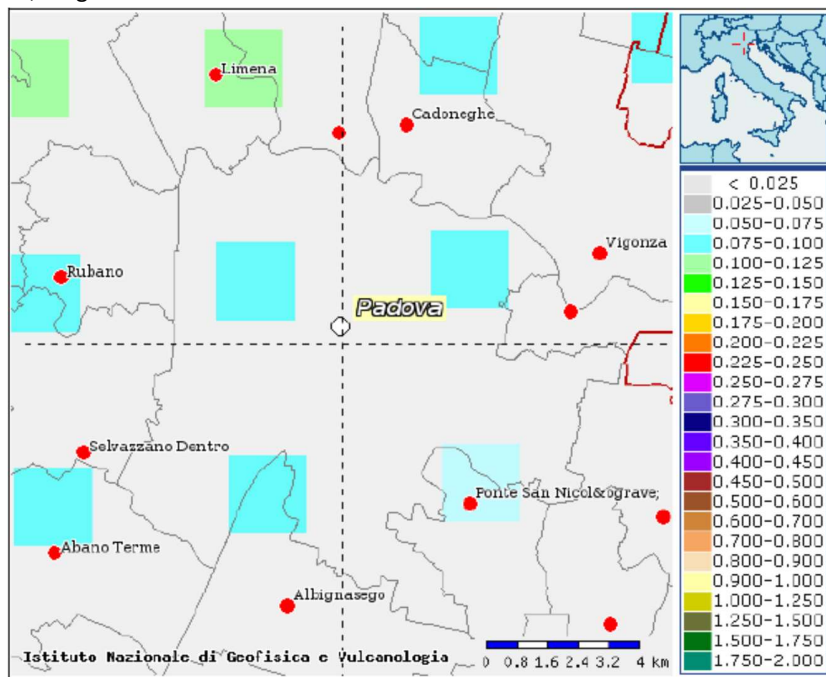 Limena
Cadoneghe
Vigonza
Rubano
Padova
Selvazzano Dentro
Ponte San Nicol&ograve;
Abano Terme
Albignasego
Istituto Nazionale di Geofisica e Vulcanologia
0 0.8 1.6 2.4 3.2 4 km
< 0.025
0.025-0.050
0.050-0.075
0.075-0.100
0.100-0.125
0.125-0.150
0.150-0.175
0.175-0.200
0.200-0.225
0.225-0.250
0.250-0.275
0.275-0.300
0.300-0.350
0.350-0.400
0.400-0.450
0.450-0.500
0.500-0.600
0.600-0.700
0.700-0.800
0.800-0.900
0.900-1.000
1.000-1.250
1.250-1.500
1.500-1.750
1.750-2.000